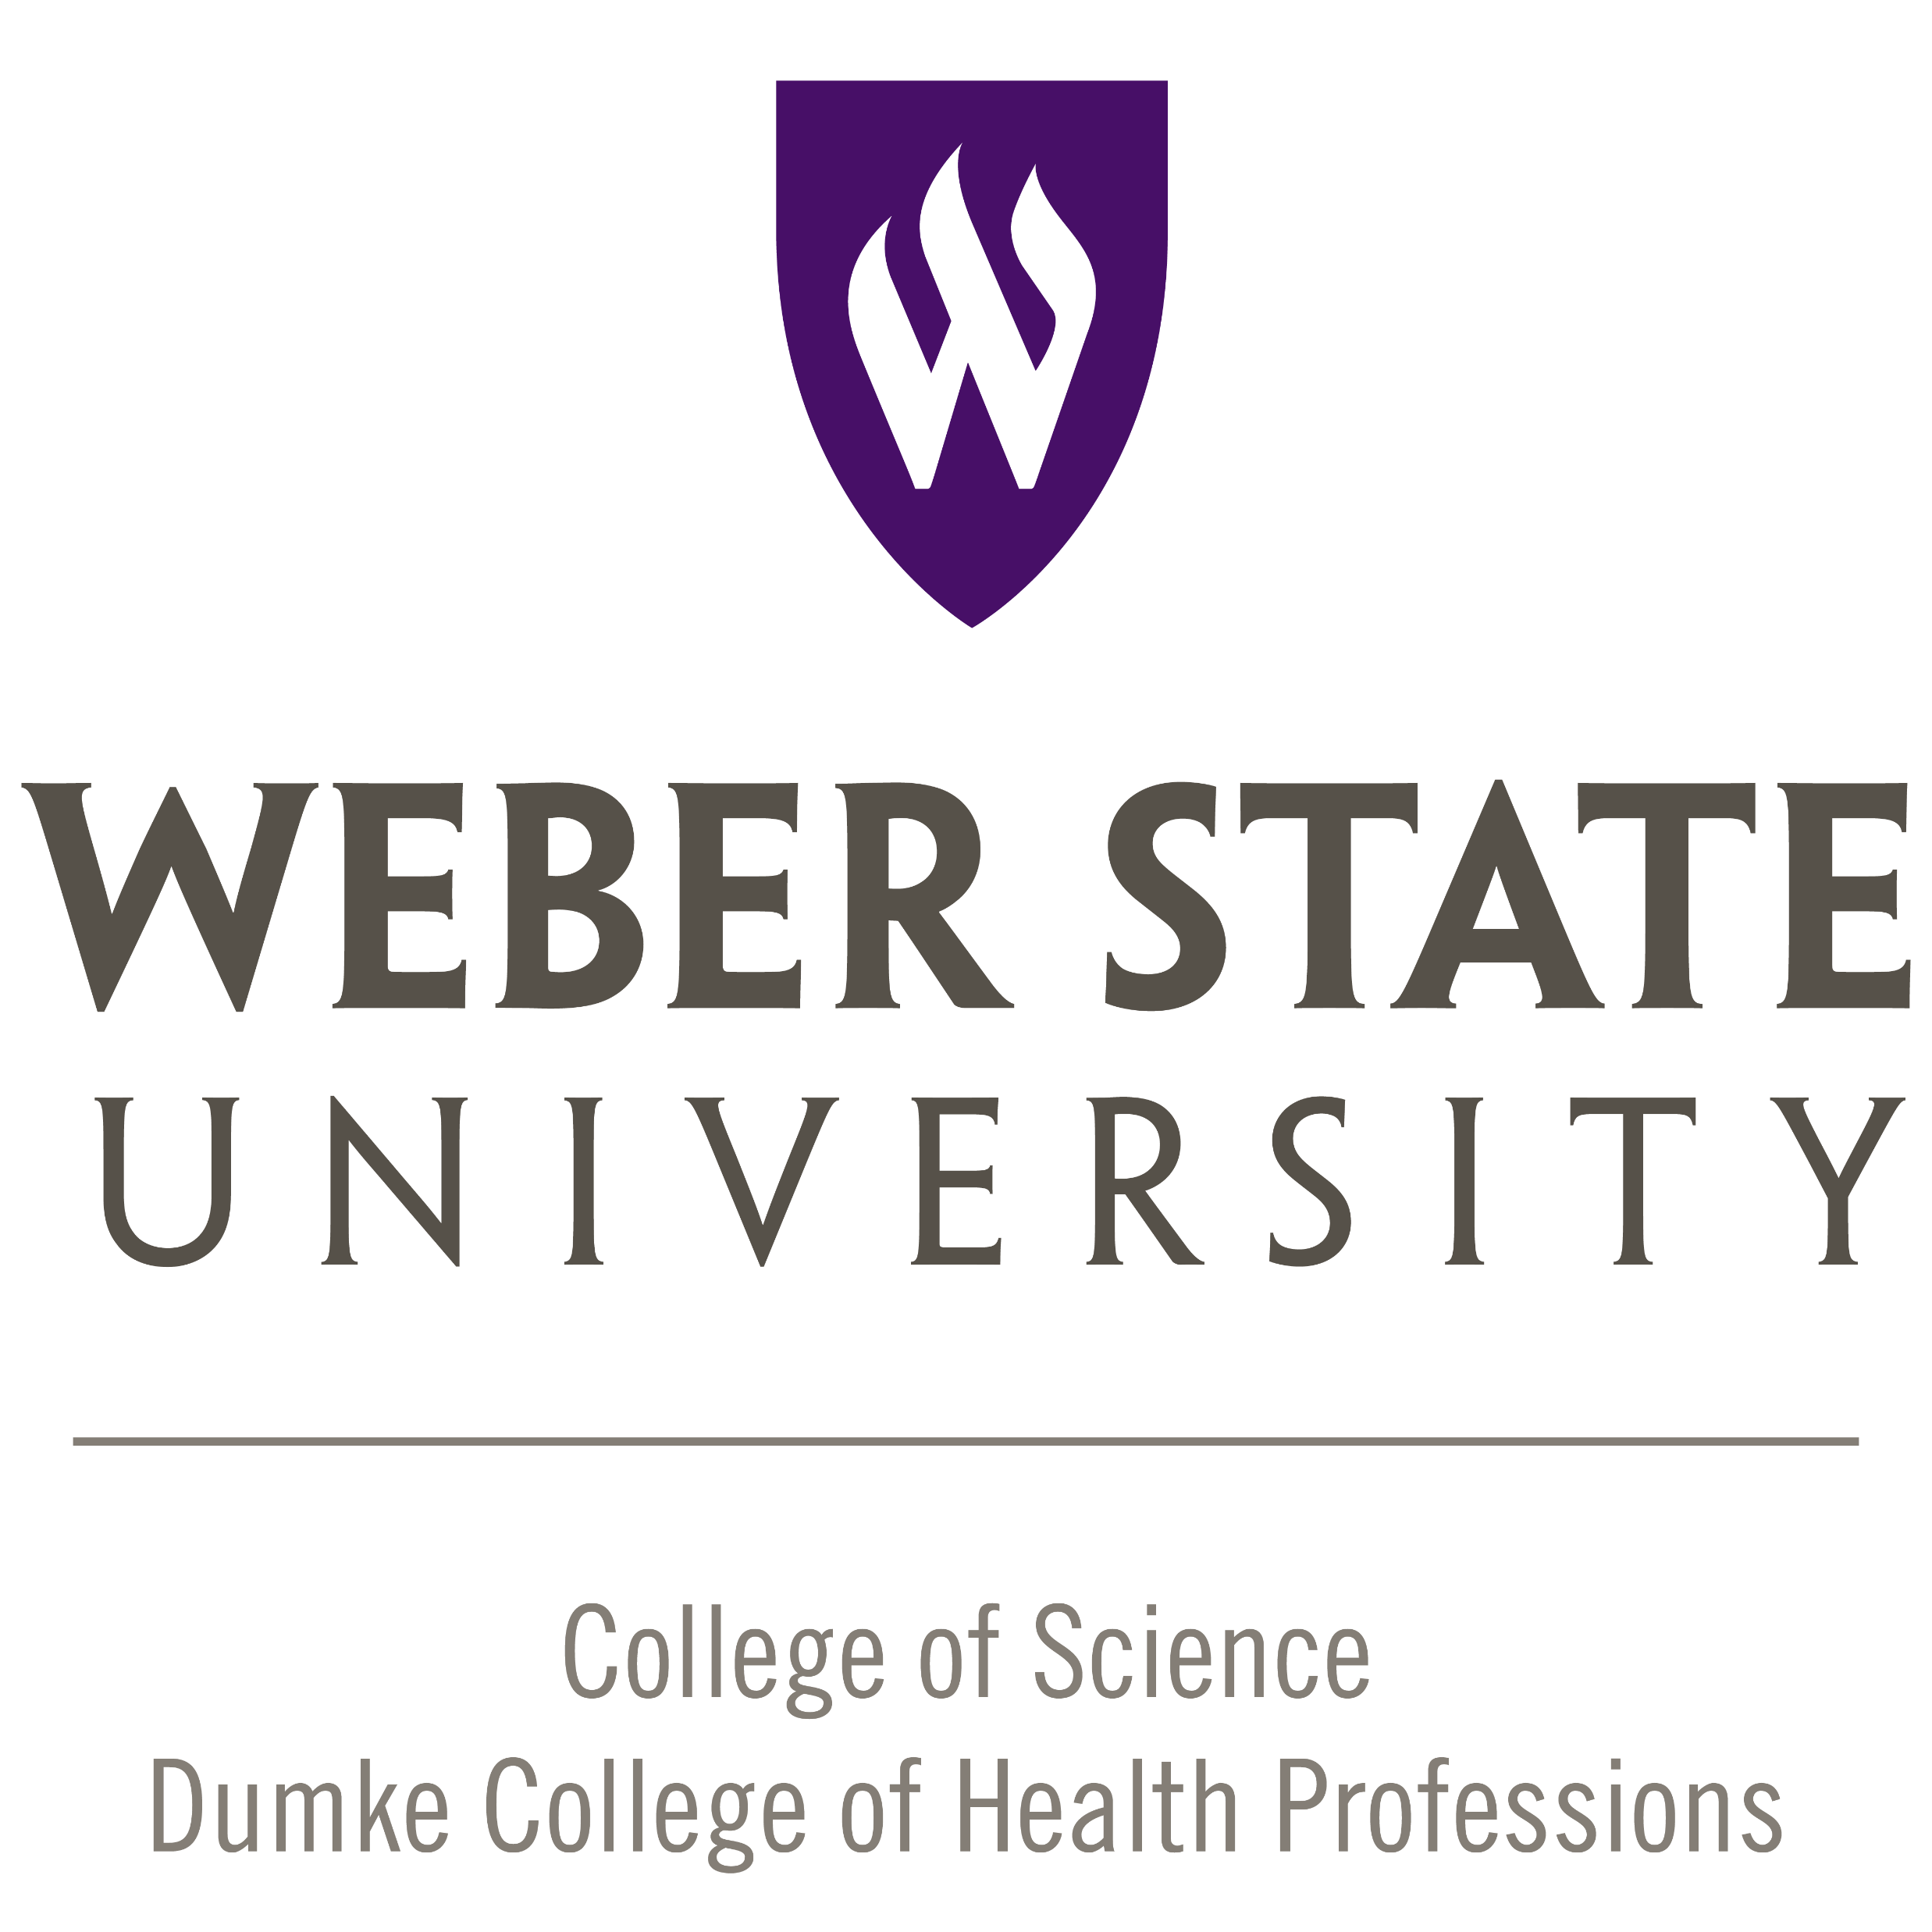 WEBER STATE
UNIVERSITY
College of Science
Dumke College of Health Professions